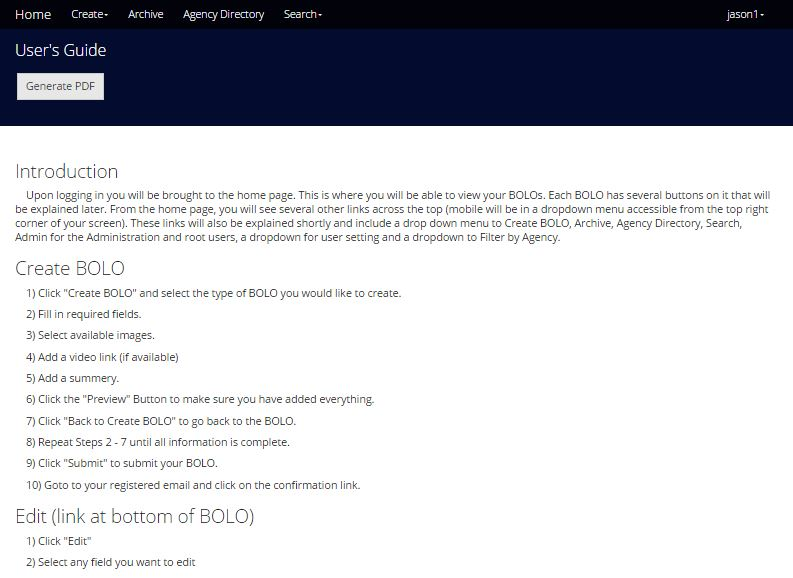 Home Create Archive Agency Directory Search jason1
User's Guide
Generate PDF
Introduction
Upon logging in you will be brought to the home page. This is where you will be able to view your BOLOs. Each BOLO has several buttons on it that will
be explained later. From the home page, you will see several other links across the top (mobile will be in a dropdown menu accessible from the top right
corner of your screen). These links will also be explained shortly and include a drop down menu to Create BOLO, Archive, Agency Directory, Search,
Admin for the Administration and root users, a dropdown for user setting and a dropdown to Filter by Agency.
Create BOLO
1) Click "Create BOLO" and select the type of BOLO you would like to create.
2) Fill in required fields.
3) Select available images.
4) Add a video link (if available)
5) Add a summery.
6) Click the "Preview" Button to make sure you have added everything.
7) Click "Back to Create BOLO" to go back to the BOLO.
8) Repeat Steps 2 - 7 until all information is complete.
9) Click "Submit" to submit your BOLO.
10) Goto to your registered email and click on the confirmation link.
Edit (link at bottom of BOLO)
1) Click "Edit"
2) Select any field you want to edit